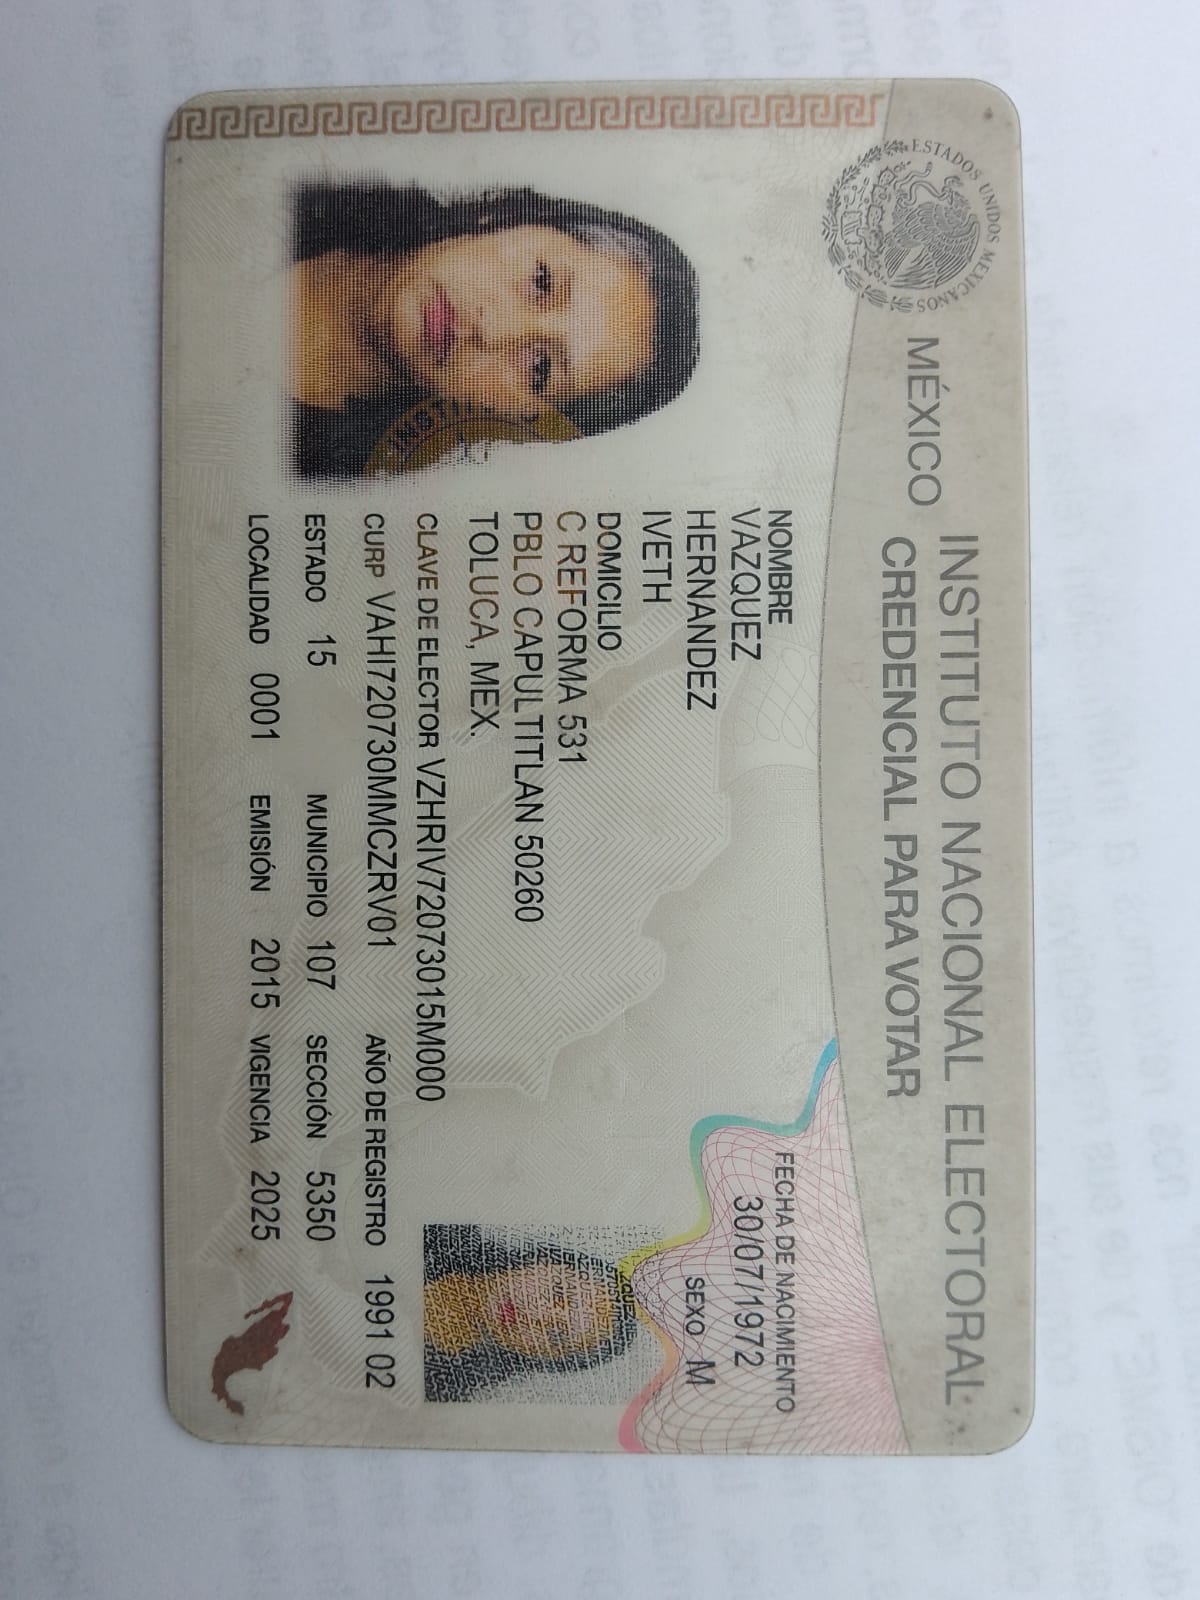 ESTADOS UNIDOS MEXICANOS
MÉXICO INSTITUTO NACIONAL ELECTORAL
CREDENCIAL PARA VOTAR
NOMBRE
VAZQUEZ
HERNANDEZ
IVETH
FECHA DE NACIMIENTO
30/07/1972
SEXO M
DOMICILIO
C REFORMA 531
PBLO CAPULTITLAN 50260
TOLUCA, MEX.
CLAVE DE ELECTOR VZHRIV72073015M000
CURP VAHI720730MMCZRV01 AÑO DE REGISTRO 1991 02
ESTADO 15 MUNICIPIO 107 SECCIÓN 5350
LOCALIDAD 0001 EMISIÓN 2015 VIGENCIA 2025